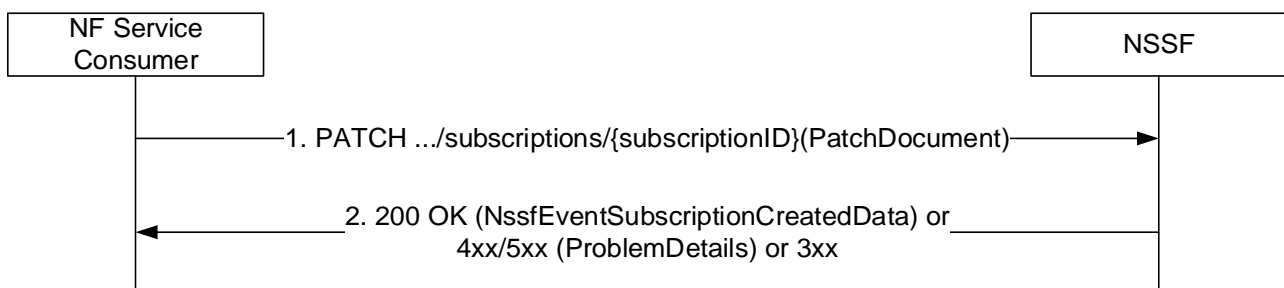 NF Service
Consumer
NSSF
1. PATCH .../subscriptions/{subscriptionID}(PatchDocument)
2. 200 OK (NssfEventSubscriptionCreatedData) or
4xx/5xx (ProblemDetails) or 3xx